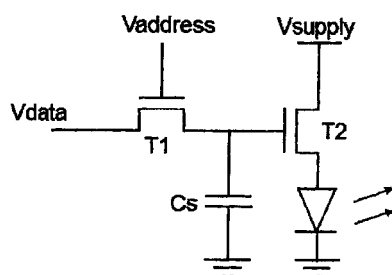 Vaddress
Vsupply
Vdata
T1
T2
Cs